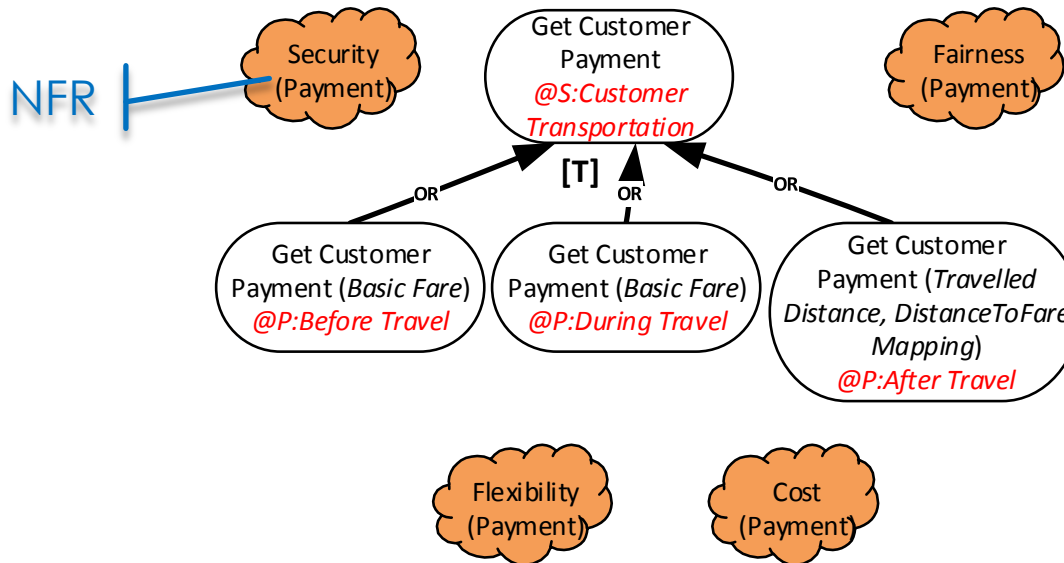 Security
(Payment)
Get Customer
Payment
@S:Customer
Transportation
Fairness
(Payment)
NFR
[T]
OR
OR
OR
Get Customer
Payment (Basic Fare)
@P:Before Travel
Get Customer
Payment (Basic Fare)
@P:During Travel
Get Customer
Payment (Travelled
Distance, DistanceToFare
Mapping)
@P:After Travel
Flexibility
(Payment)
Cost
(Payment)